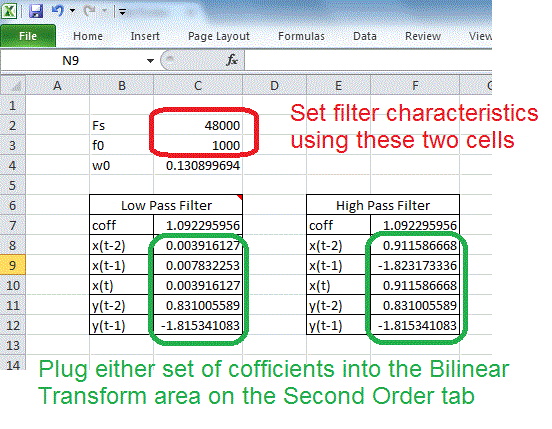 File Home Insert Page Layout Formulas Data Review View
N9 fx
A B C D E F
1
2 Fs 48000
3 f0 1000
4 w0 0.130899694
5
6 Low Pass Filter High Pass Filter
7 coff 1.092295956 coff 1.092295956
8 x(t-2) 0.003916127 x(t-2) 0.911586668
9 x(t-1) 0.007832253 x(t-1) -1.823173336
10 x(t) 0.003916127 x(t) 0.911586668
11 y(t-2) 0.831005589 y(t-2) 0.831005589
12 y(t-1) -1.815341083 y(t-1) -1.815341083
13
14
Set filter characteristics
using these two cells
Plug either set of cofficients into the Bilinear
Transform area on the Second Order tab